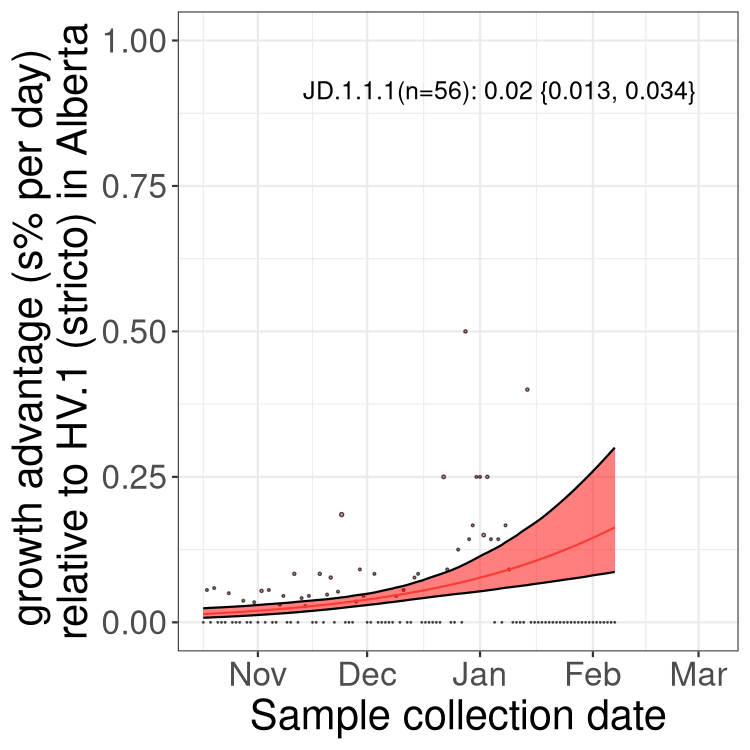 growth advantage (s% per day)
relative to HV.1 (stricto) in Alberta
1.00
0.75
0.50
0.25
0.00
JD.1.1.1(n=56): 0.02 {0.013, 0.034}
Nov Dec Jan Feb Mar
Sample collection date